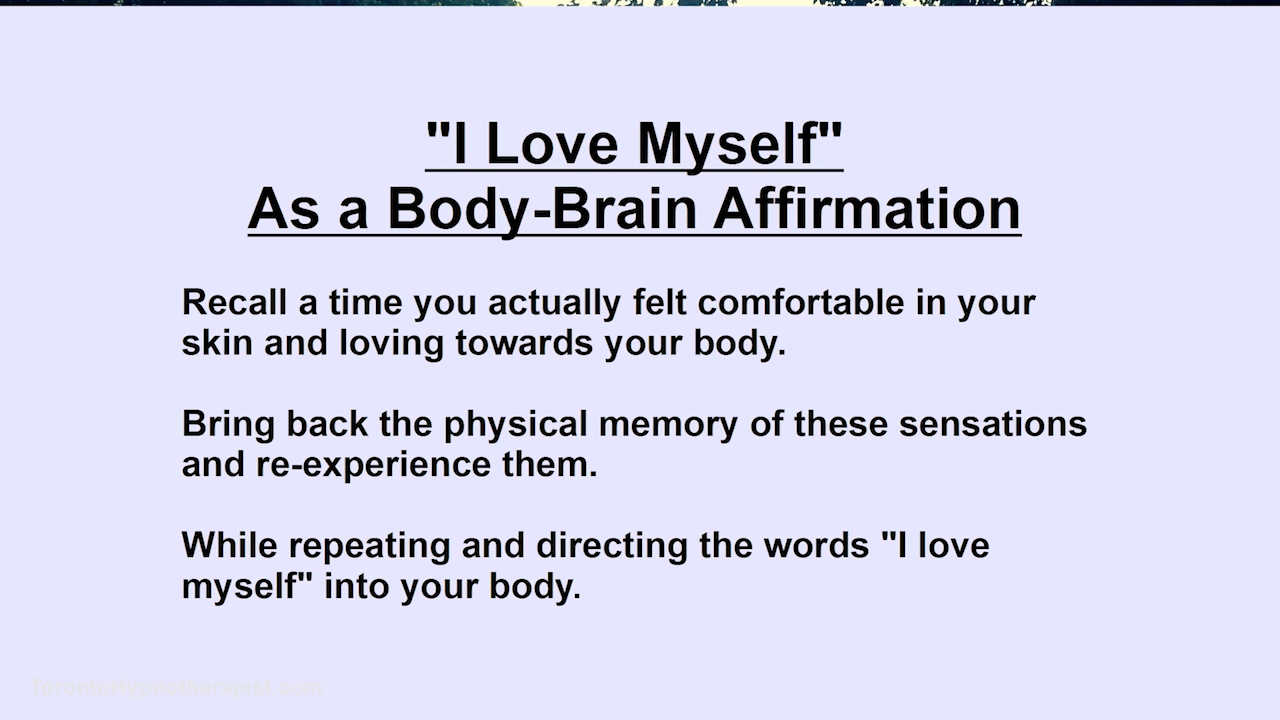 "I Love Myself"
As a Body-Brain Affirmation
Recall a time you actually felt comfortable in your
skin and loving towards your body.
Bring back the physical memory of these sensations
and re-experience them.
While repeating and directing the words "I love
myself" into your body.
TorontoHypnotherapist.com